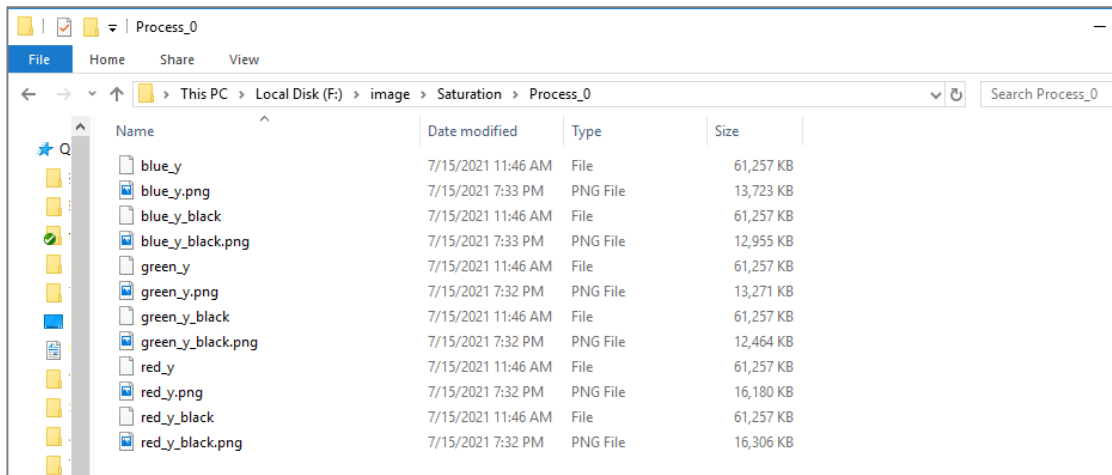 Process_0
File Home Share View
This PC > Local Disk (F:) > image > Saturation > Process_0 Search Process_0
Name Date modified Type Size
Q
blue_y 7/15/2021 11:46 AM File 61,257 KB
blue_y.png 7/15/2021 7:33 PM PNG File 13,723 KB
blue_y_black 7/15/2021 11:46 AM File 61,257 KB
blue_y_black.png 7/15/2021 7:33 PM PNG File 12,955 KB
green_y 7/15/2021 11:46 AM File 61,257 KB
green_y.png 7/15/2021 7:32 PM PNG File 13,271 KB
green_y_black 7/15/2021 11:46 AM File 61,257 KB
green_y_black.png 7/15/2021 7:32 PM PNG File 12,464 KB
red_y 7/15/2021 11:46 AM File 61,257 KB
red_y.png 7/15/2021 7:32 PM PNG File 16,180 KB
red_y_black 7/15/2021 11:46 AM File 61,257 KB
red_y_black.png 7/15/2021 7:32 PM PNG File 16,306 KB